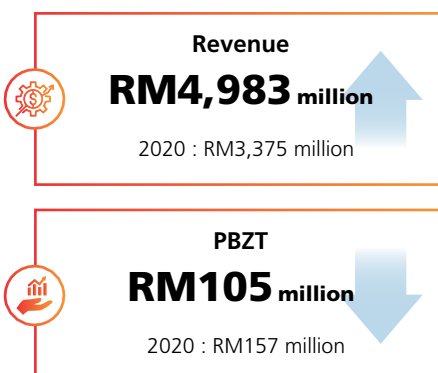 Revenue
RM4,983 million
2020 : RM3,375 million
PBZT
RM105 million
2020 : RM157 million